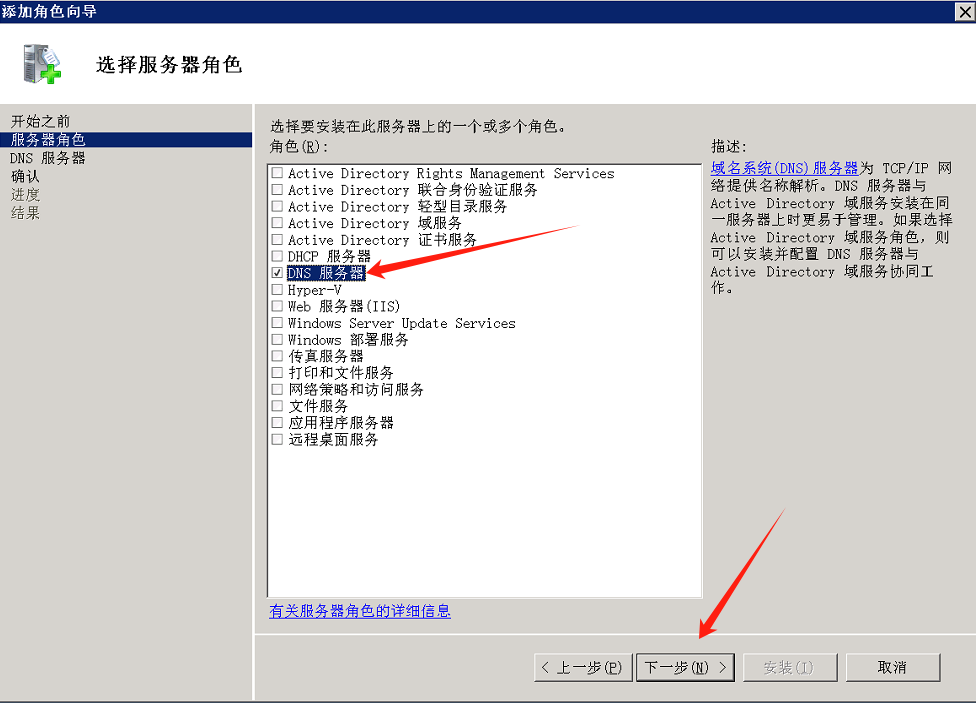 添加角色向导
选择服务器角色
开始之前
服务器角色
DNS 服务器
确认
进度
结果
选择要安装在此服务器上的一个或多个角色。
角色(R):
Active Directory Rights Management Services
Active Directory 联合身份验证服务
Active Directory 轻型目录服务
Active Directory 域服务
Active Directory 证书服务
DHCP 服务器
DNS 服务器
Hyper-V
Web 服务器(IIS)
Windows Server Update Services
Windows 部署服务
传真服务器
打印和文件服务
网络策略和访问服务
文件服务
应用程序服务器
远程桌面服务
有关服务器角色的详细信息
描述:
域名系统(DNS)服务器为 TCP/IP 网
络提供名称解析。DNS 服务器与
Active Directory 域服务安装在同
一服务器上时更易于管理。如果选择
Active Directory 域服务角色，则
可以安装并配置 DNS 服务器与
Active Directory 域服务协同工
作。
< 上一步(P)
下一步(N) >
安装(I)
取消